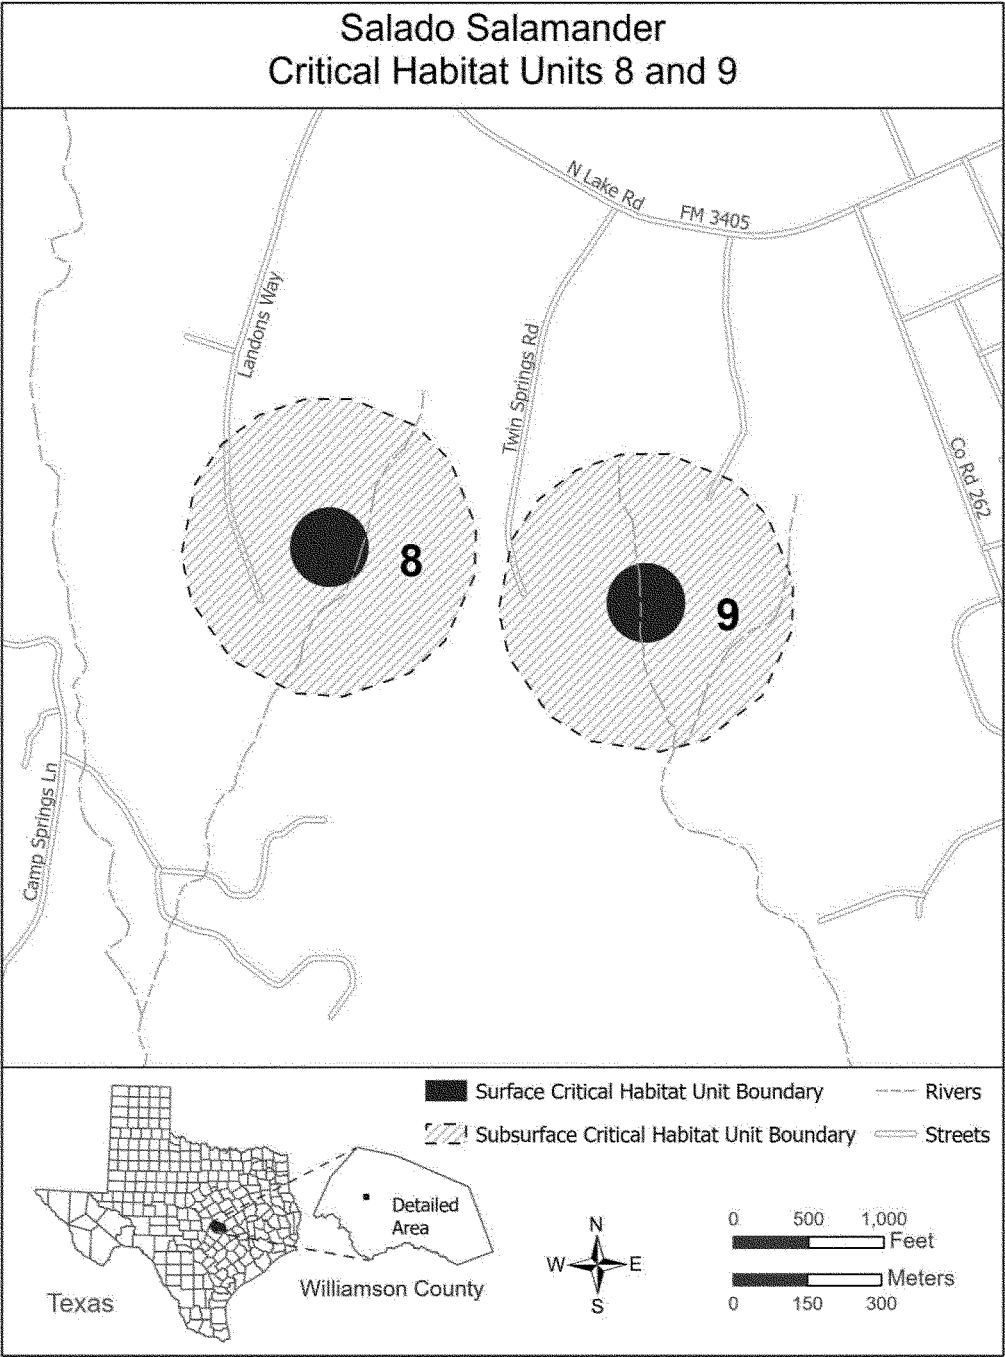 Salado Salamander
Critical Habitat Units 8 and 9
N Lake Rd
FM 3405
Landons Way
Twin Springs Rd
Co Rd 262
8
9
Camp Springs Ln
Surface Critical Habitat Unit Boundary
Rivers
Subsurface Critical Habitat Unit Boundary
Streets
Detailed
Area
Williamson County
Texas
N
W
E
S
0 500 1,000
Feet
Meters
0 150 300